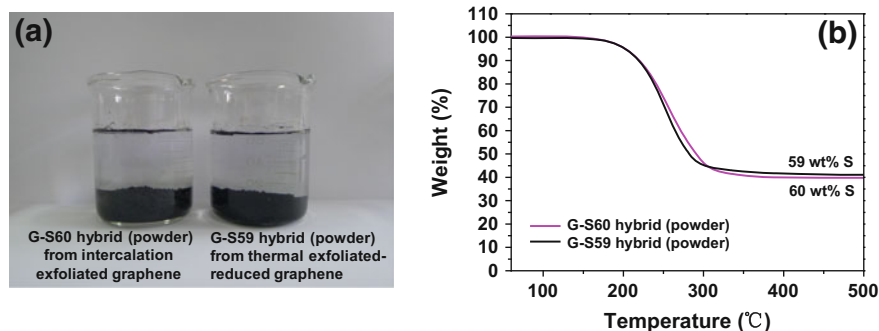 (a)
G-S60 hybrid (powder)
from intercalation
exfoliated graphene
G-S59 hybrid (powder)
from thermal exfoliated-
reduced graphene
(b)
Weight (%)
110
100
90
80
70
60
50
40
30
20
10
0
59 wt% S
60 wt% S
G-S60 hybrid (powder)
G-S59 hybrid (powder)
100
200
300
400
500
Temperature (℃)